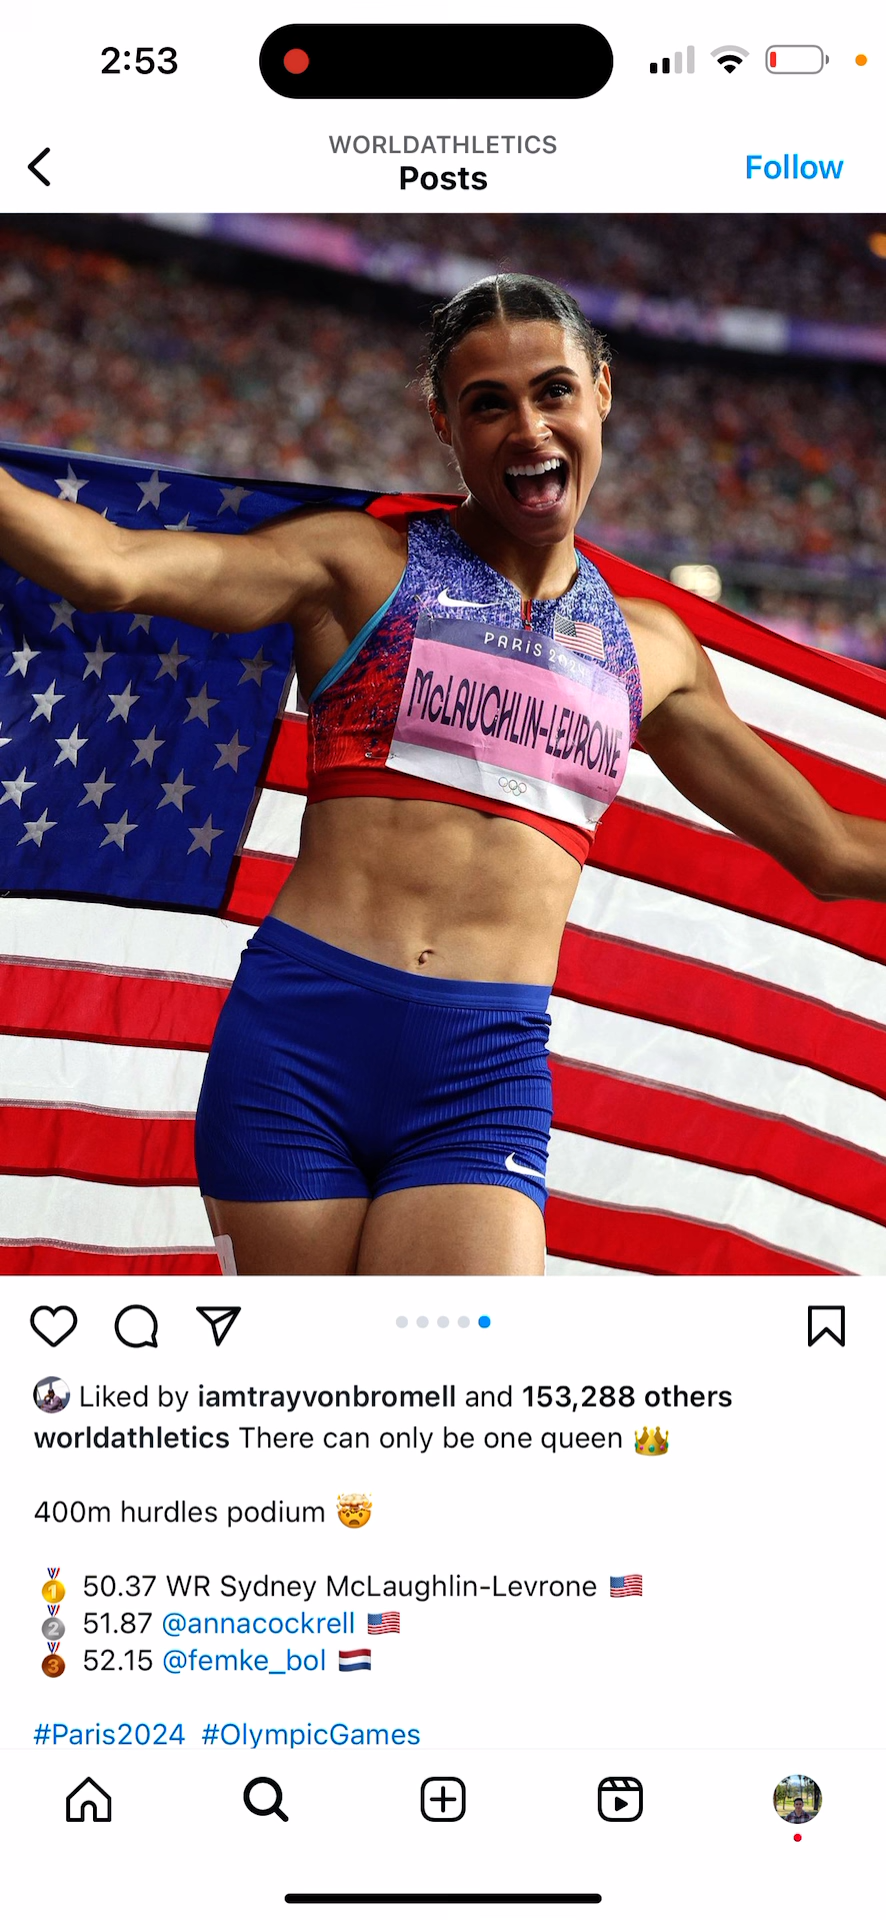 2:53
WORLDATHLETICS
Posts
Follow
PARIS 2024
McLAUGHLIN-LEVRONE
Liked by iamtrayvonbromell and 153,288 others
worldathletics There can only be one queen 👑
400m hurdles podium 🤯
🥇 50.37 WR Sydney McLaughlin-Levrone 🇺🇸
🥈 51.87 @annacockrell 🇺🇸
🥉 52.15 @femke_bol 🇳🇱
#Paris2024 #OlympicGames